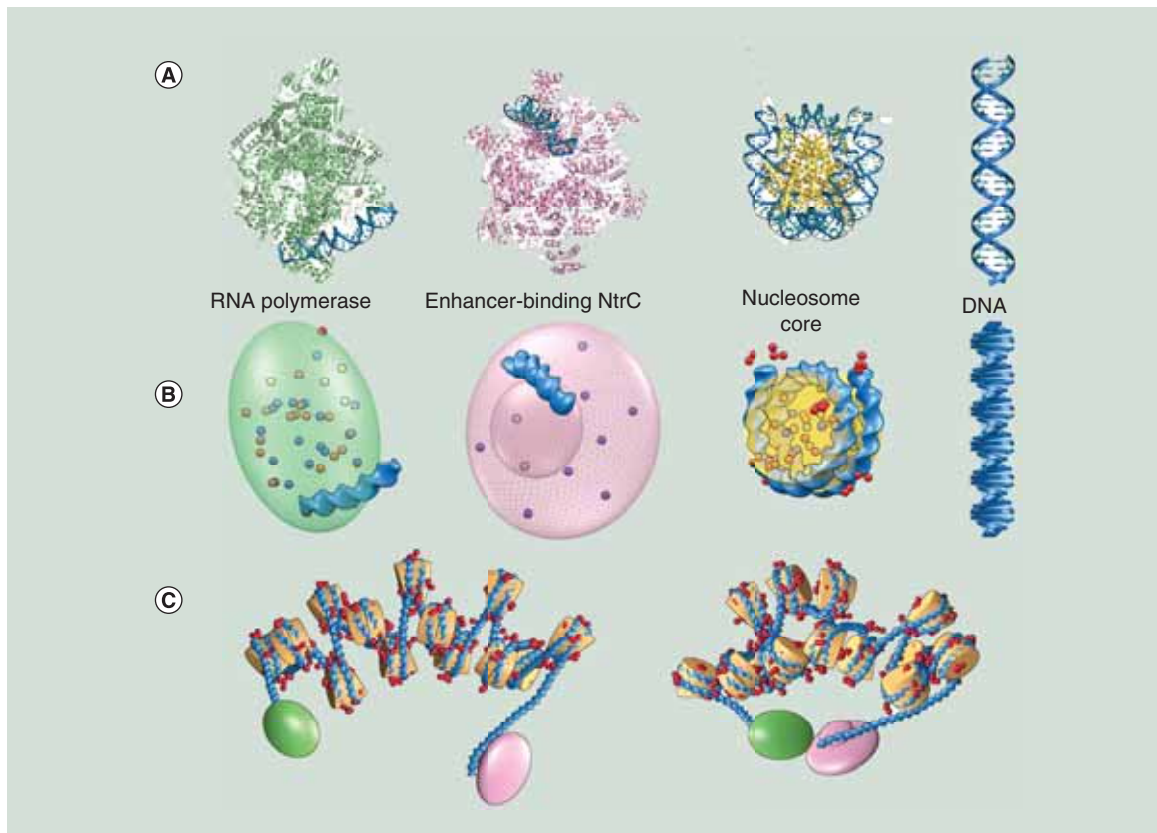 A
RNA polymerase
Enhancer-binding NtrC
Nucleosome
core
DNA
B
C